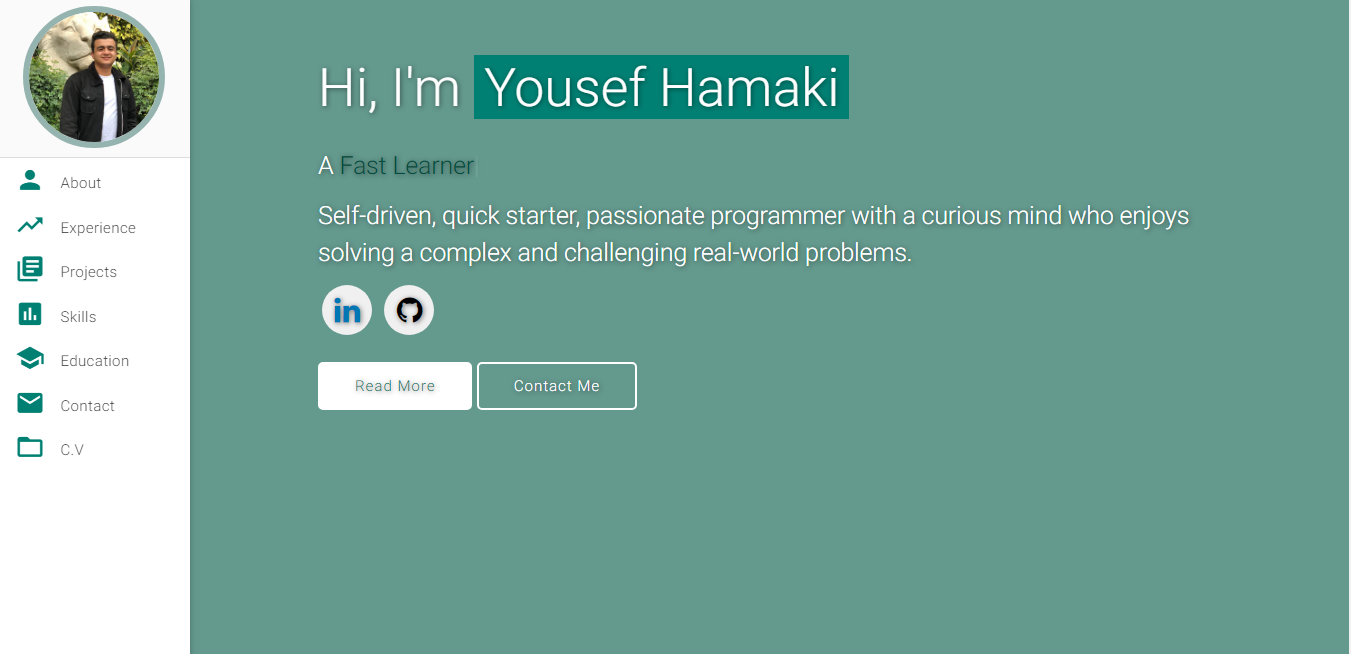 About
Experience
Projects
Skills
Education
Contact
C.V
Hi, I'm Yousef Hamaki
A Fast Learner
Self-driven, quick starter, passionate programmer with a curious mind who enjoys
solving a complex and challenging real-world problems.
in
Read More
Contact Me